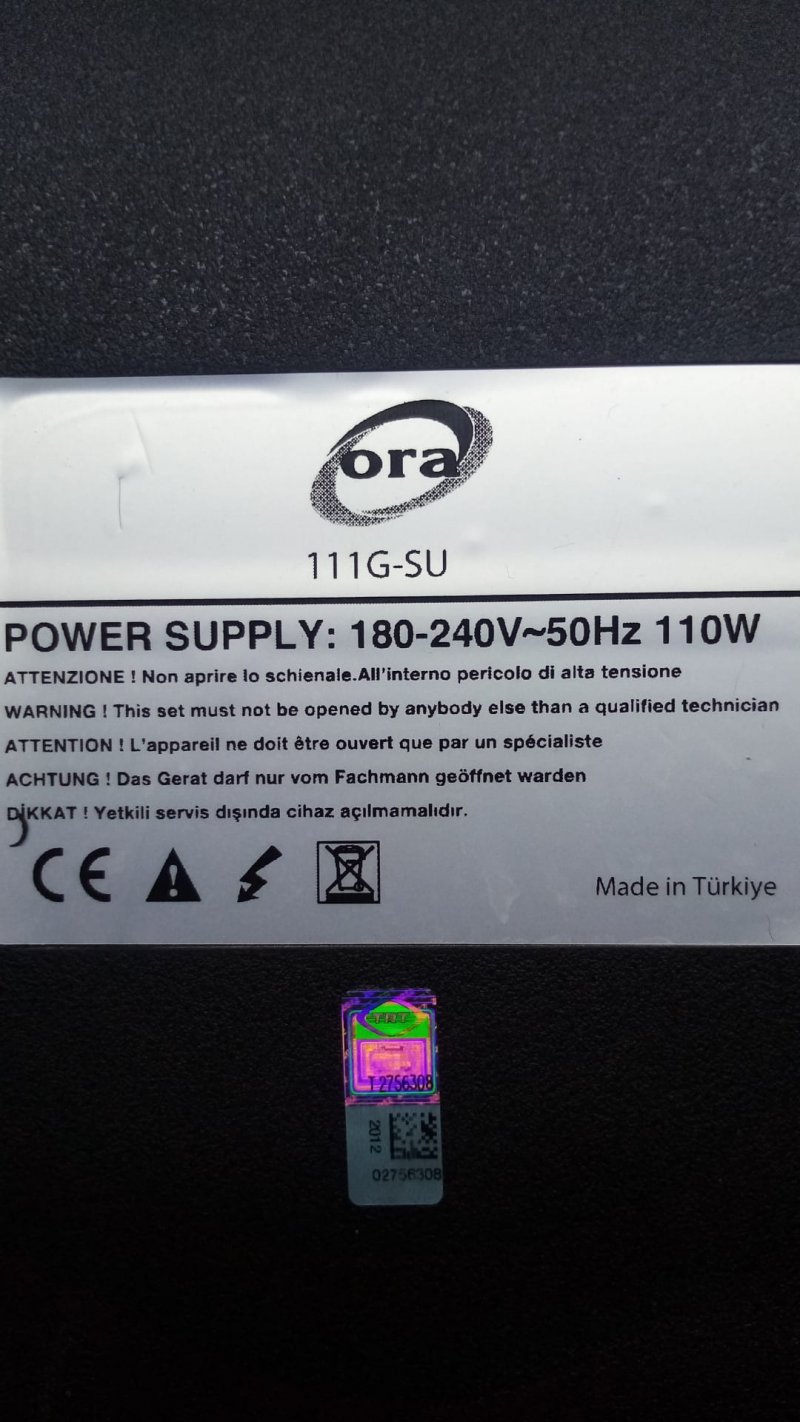 ora
111G-SU
POWER SUPPLY: 180-240V~50Hz 110W
ATTENZIONE ! Non aprire lo schienale.All'interno pericolo di alta tensione
WARNING ! This set must not be opened by anybody else than a qualified technician
ATTENTION ! L'appareil ne doit être ouvert que par un spécialiste
ACHTUNG ! Das Gerat darf nur vom Fachmann geöffnet warden
DİKKAT ! Yetkili servis dışında cihaz açılmamalıdır.
CE
Made in Türkiye
TRT
T 2756308
2012
02756308